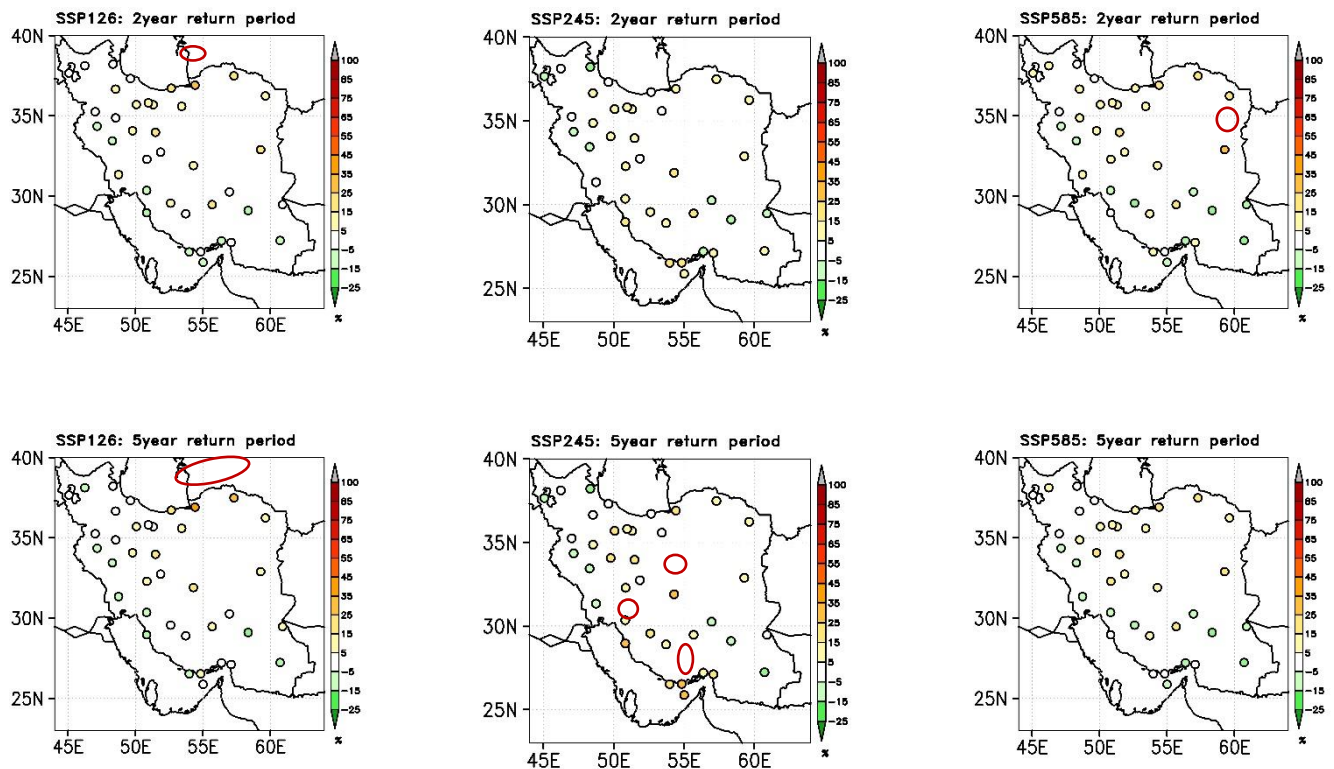 SSP126: 2year return period
40N
35N
30N
25N
45E 50E 55E 60E
100
85
75
65
55
45
35
25
15
5
-5
-15
-25
%
SSP245: 2year return period
40N
35N
30N
25N
45E 50E 55E 60E
100
85
75
65
55
45
35
25
15
5
-5
-15
-25
%
SSP585: 2year return period
40N
35N
30N
25N
45E 50E 55E 60E
100
85
75
65
55
45
35
25
15
5
-5
-15
-25
%
SSP126: 5year return period
40N
35N
30N
25N
45E 50E 55E 60E
100
85
75
65
55
45
35
25
15
5
-5
-15
-25
%
SSP245: 5year return period
40N
35N
30N
25N
45E 50E 55E 60E
100
85
75
65
55
45
35
25
15
5
-5
-15
-25
%
SSP585: 5year return period
40N
35N
30N
25N
45E 50E 55E 60E
100
85
75
65
55
45
35
25
15
5
-5
-15
-25
%